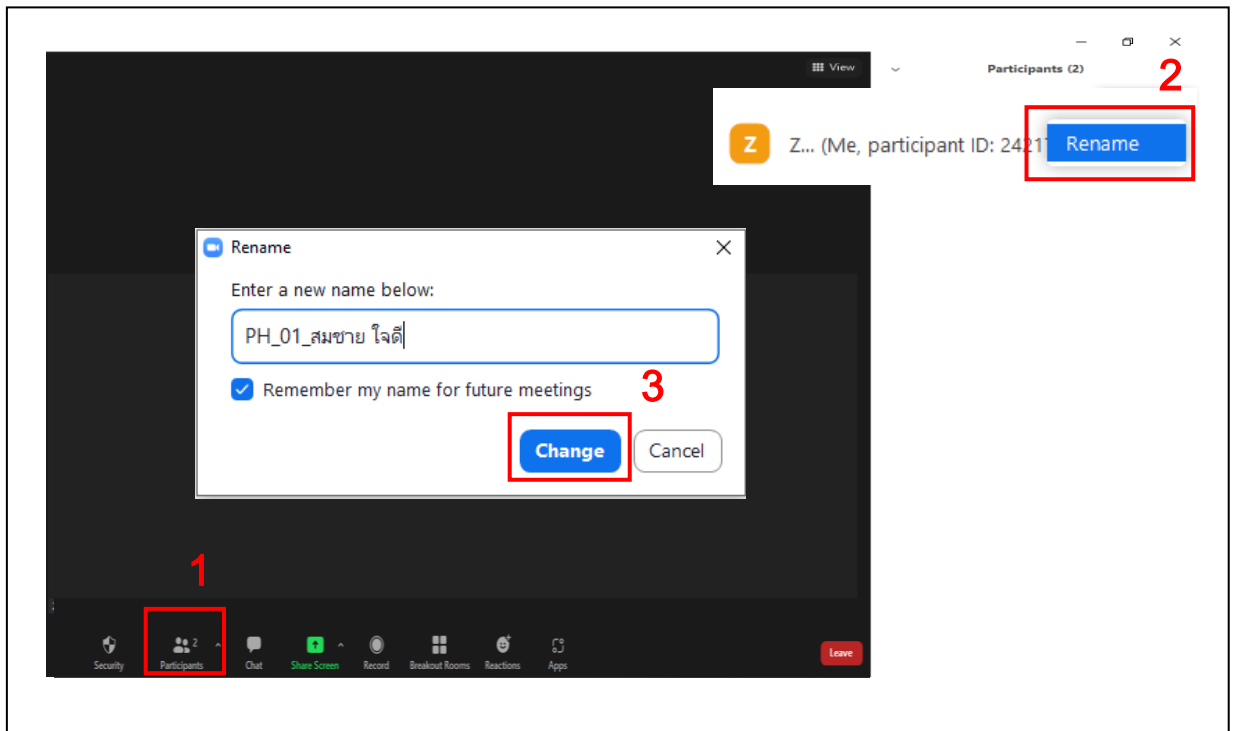 View
Participants (2)
2
Z
Z... (Me, participant ID: 2421
Rename
Rename
Enter a new name below:
PH_01_สมชาย ใจดี
Remember my name for future meetings
3
Change
Cancel
1
2
Security
Participants
Chat
Share Screen
Record
Breakout Rooms
Reactions
Apps
Leave